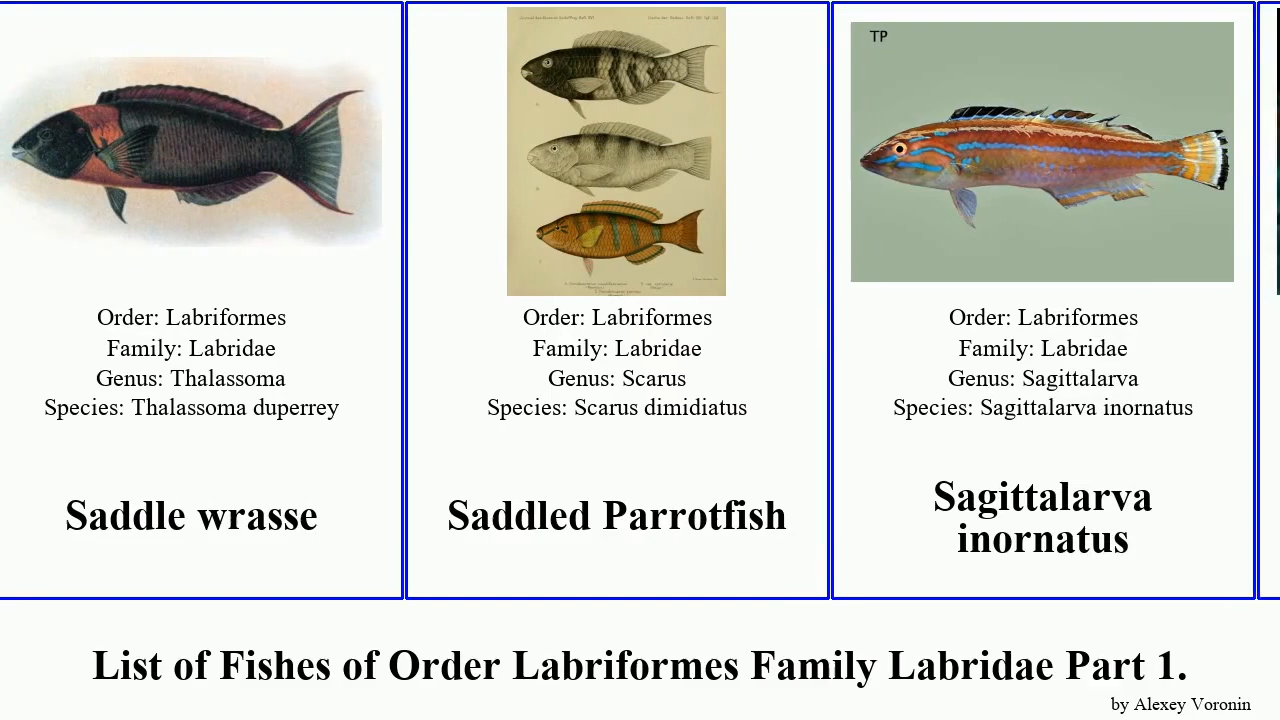 TP
Order: Labriformes
Family: Labridae
Genus: Thalassoma
Species: Thalassoma duperrey
Saddle wrasse
Order: Labriformes
Family: Labridae
Genus: Scarus
Species: Scarus dimidiatus
Saddled Parrotfish
Order: Labriformes
Family: Labridae
Genus: Sagittalarva
Species: Sagittalarva inornatus
Sagittalarva
inornatus
List of Fishes of Order Labriformes Family Labridae Part 1.
by Alexey Voronin